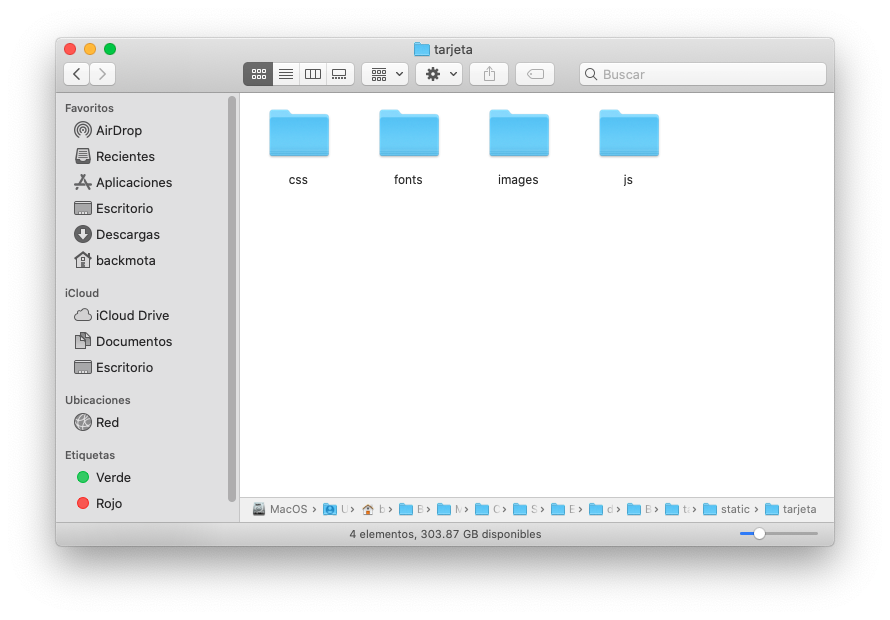 tarjeta
Buscar
Favoritos
AirDrop
Recientes
Aplicaciones
Escritorio
Descargas
backmota
iCloud
iCloud Drive
Documentos
Escritorio
Ubicaciones
Red
Etiquetas
Verde
Rojo
css fonts images js
MacOS › › › › › › › › › › › static › tarjeta
4 elementos, 303.87 GB disponibles